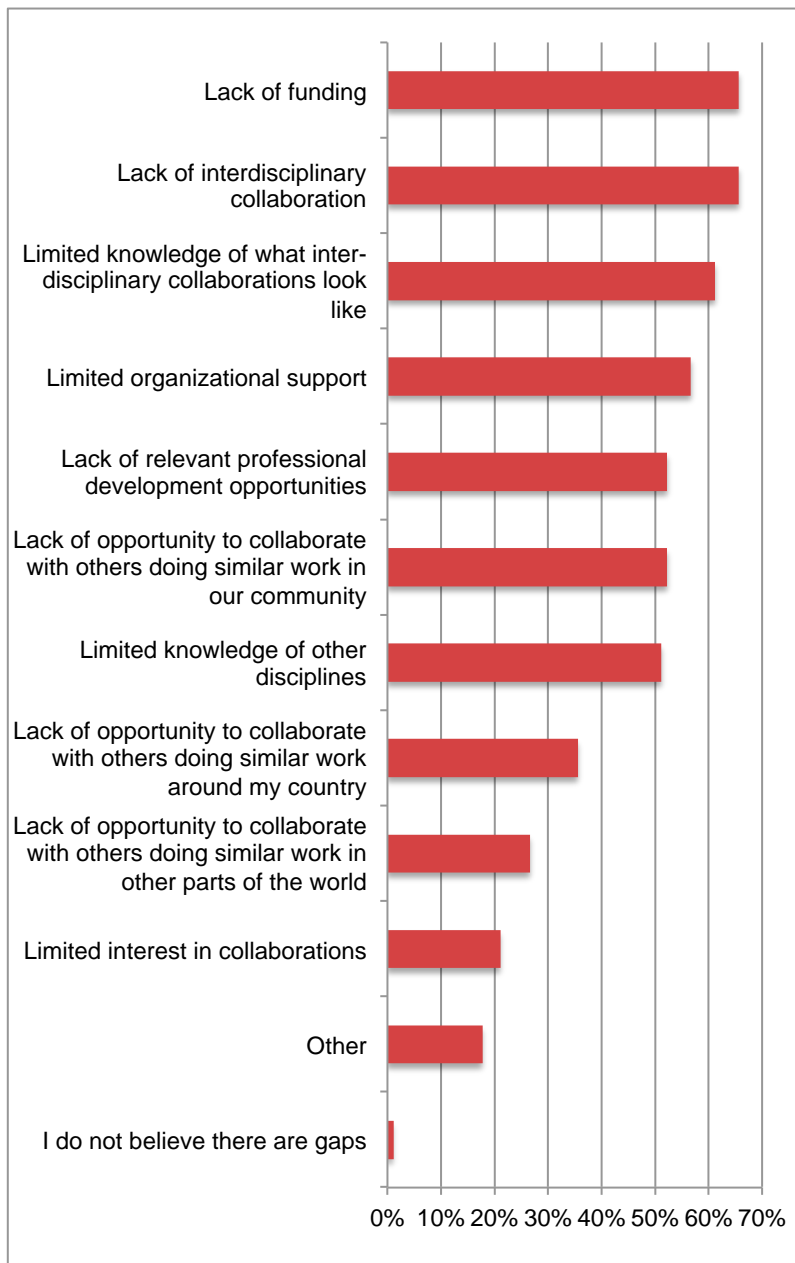 Lack of funding
Lack of interdisciplinary
collaboration
Limited knowledge of what inter-
disciplinary collaborations look
like
Limited organizational support
Lack of relevant professional
development opportunities
Lack of opportunity to collaborate
with others doing similar work in
our community
Limited knowledge of other
disciplines
Lack of opportunity to collaborate
with others doing similar work
around my country
Lack of opportunity to collaborate
with others doing similar work in
other parts of the world
Limited interest in collaborations
Other
I do not believe there are gaps
0% 10% 20% 30% 40% 50% 60% 70%